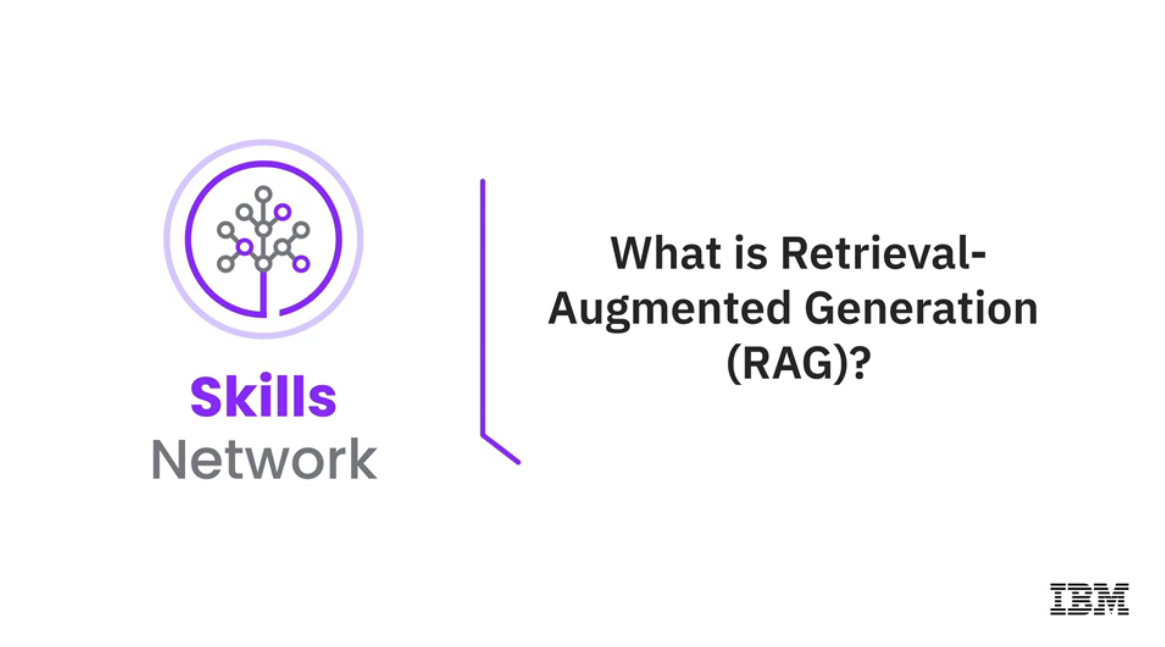 Skills
Network
What is Retrieval-
Augmented Generation
(RAG)?
IBM